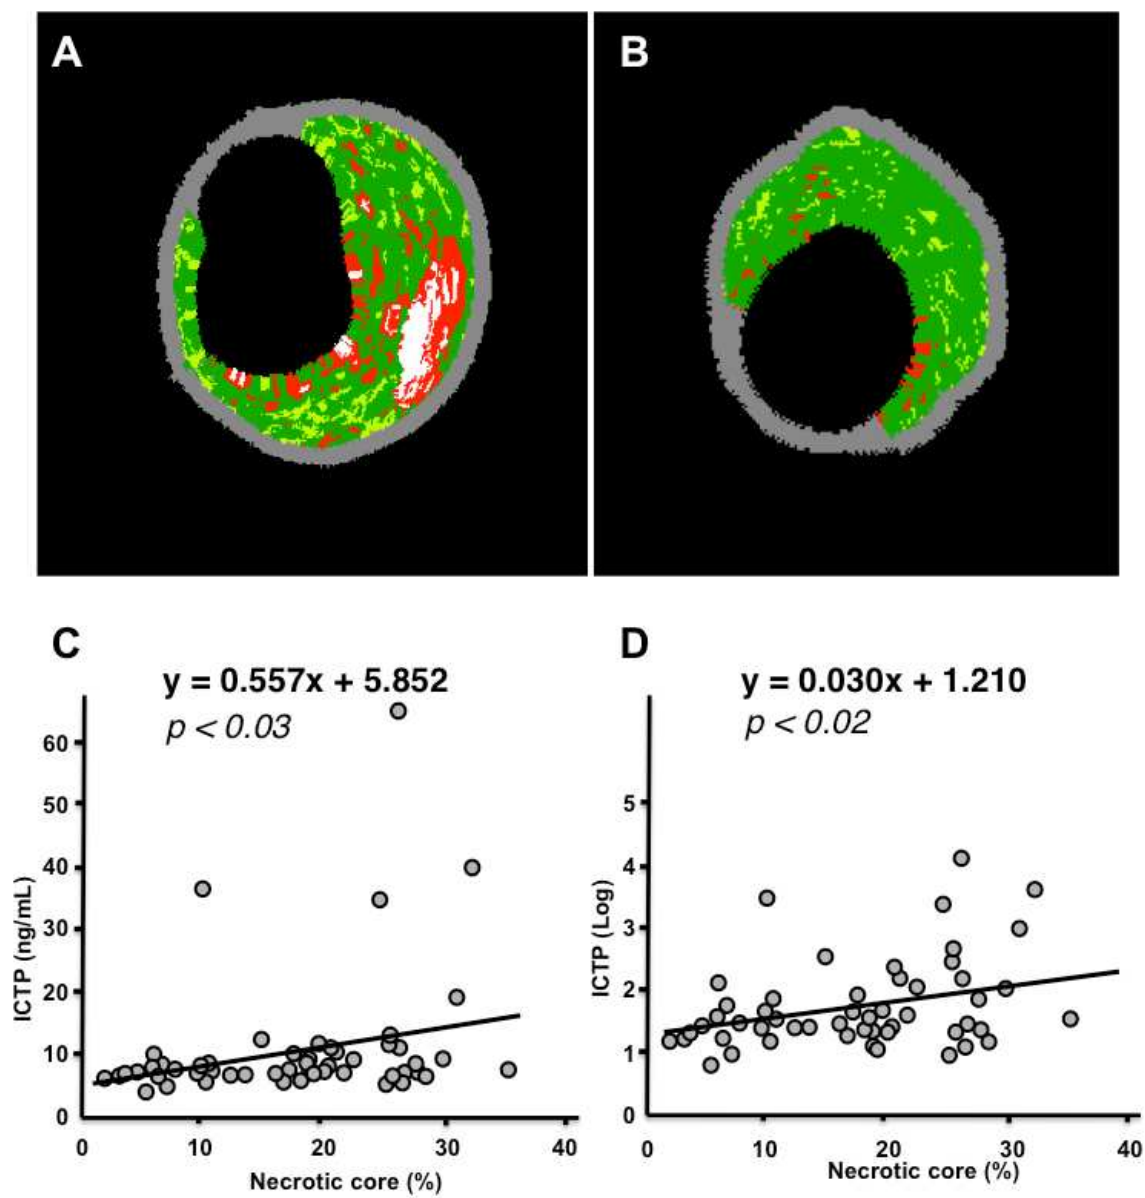 A
B
C
y = 0.557x + 5.852
p < 0.03
60
50
40
30
20
10
0
ICTP (ng/mL)
0 10 20 30 40
Necrotic core (%)
D
y = 0.030x + 1.210
p < 0.02
5
4
3
2
1
0
ICTP (Log)
0 10 20 30 40
Necrotic core (%)